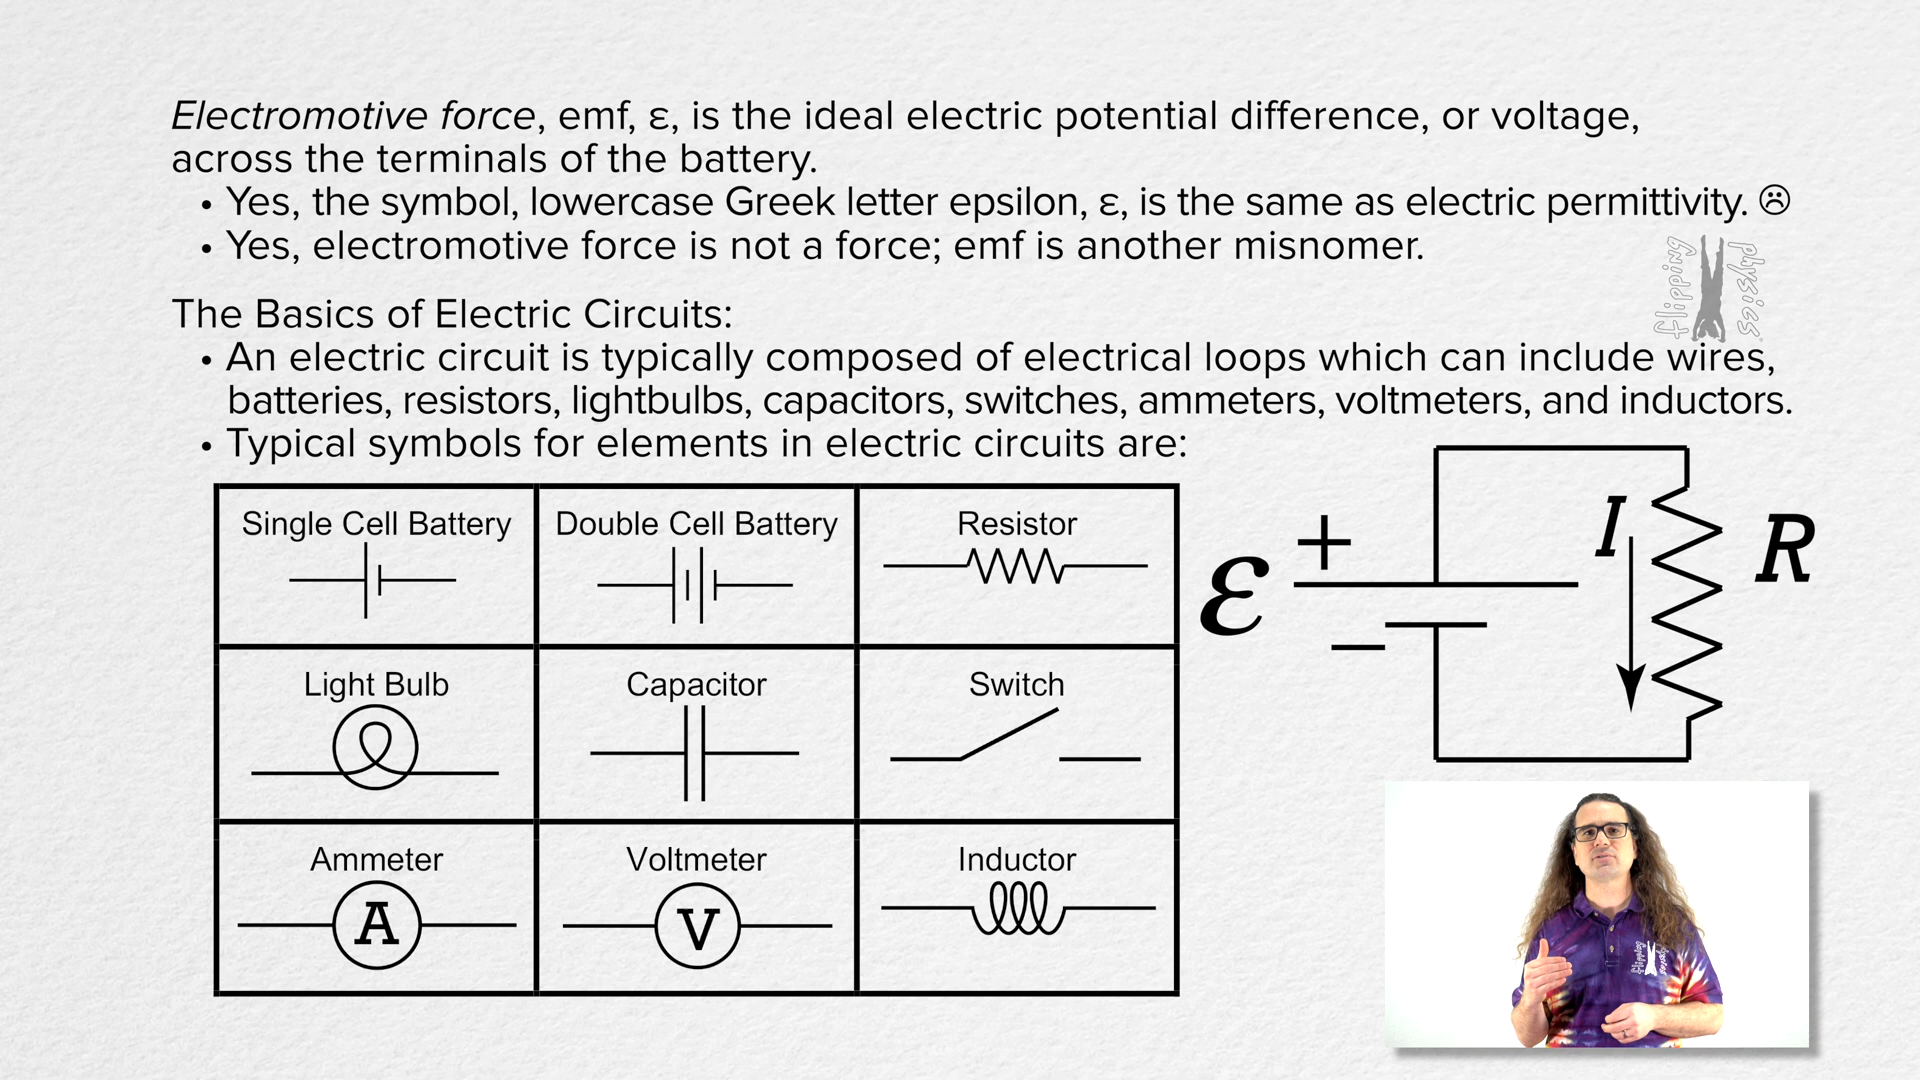 Electromotive force, emf, ε, is the ideal electric potential difference, or voltage,
across the terminals of the battery.
• Yes, the symbol, lowercase Greek letter epsilon, ε, is the same as electric permittivity. ☹
• Yes, electromotive force is not a force; emf is another misnomer.
flipping physics
The Basics of Electric Circuits:
• An electric circuit is typically composed of electrical loops which can include wires,
batteries, resistors, lightbulbs, capacitors, switches, ammeters, voltmeters, and inductors.
• Typical symbols for elements in electric circuits are:
Single Cell Battery
Double Cell Battery
Resistor
Light Bulb
Capacitor
Switch
Ammeter
A
Voltmeter
V
Inductor
ε
+
−
I
R
flipping physics